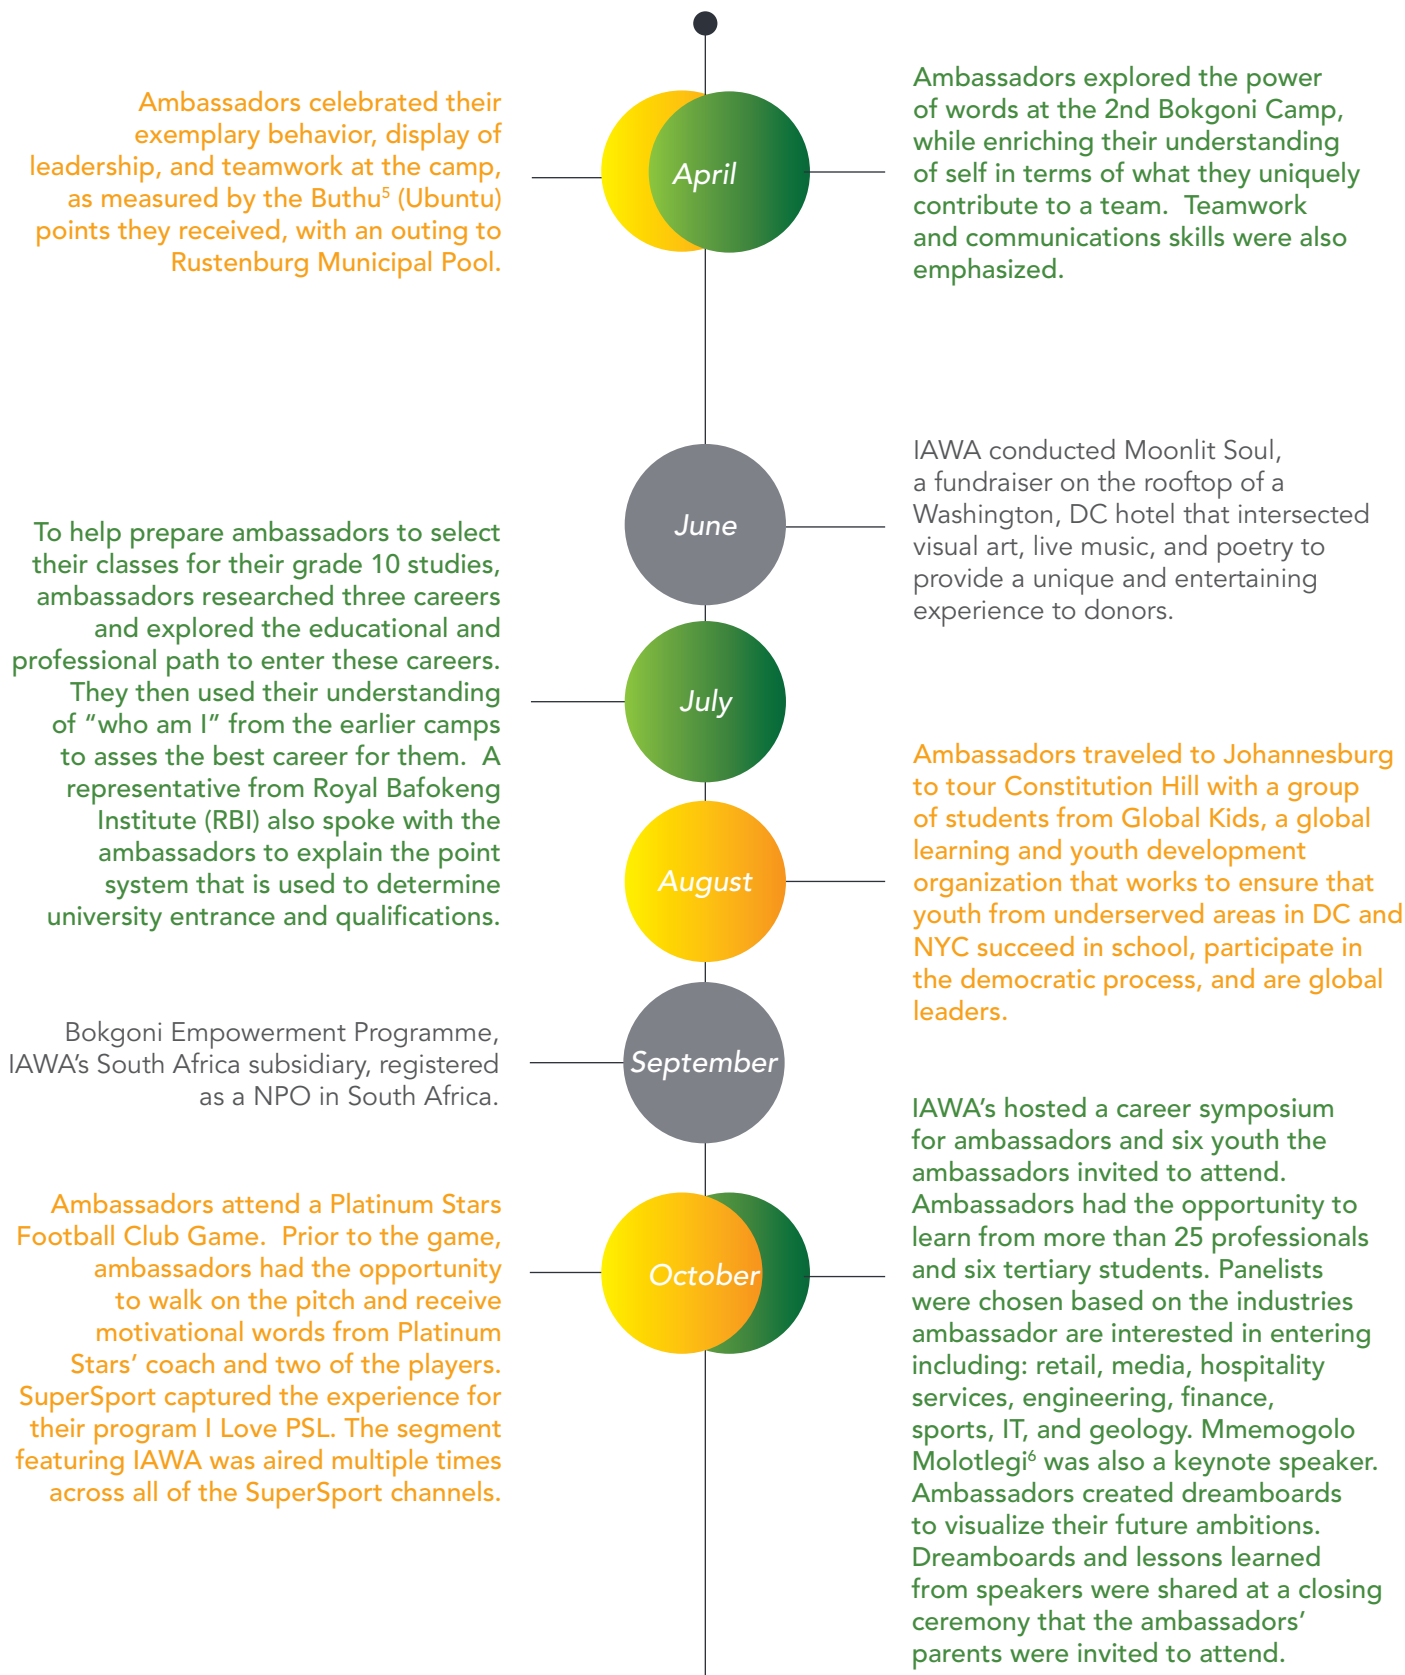 Ambassadors celebrated their
exemplary behavior, display of
leadership, and teamwork at the camp,
as measured by the Buthu⁵ (Ubuntu)
points they received, with an outing to
Rustenburg Municipal Pool.
April
Ambassadors explored the power
of words at the 2nd Bokgoni Camp,
while enriching their understanding
of self in terms of what they uniquely
contribute to a team.  Teamwork
and communications skills were also
emphasized.
June
IAWA conducted Moonlit Soul,
a fundraiser on the rooftop of a
Washington, DC hotel that intersected
visual art, live music, and poetry to
provide a unique and entertaining
experience to donors.
To help prepare ambassadors to select
their classes for their grade 10 studies,
ambassadors researched three careers
and explored the educational and
professional path to enter these careers.
They then used their understanding
of “who am I” from the earlier camps
to asses the best career for them.  A
representative from Royal Bafokeng
Institute (RBI) also spoke with the
ambassadors to explain the point
system that is used to determine
university entrance and qualifications.
July
August
Ambassadors traveled to Johannesburg
to tour Constitution Hill with a group
of students from Global Kids, a global
learning and youth development
organization that works to ensure that
youth from underserved areas in DC and
NYC succeed in school, participate in
the democratic process, and are global
leaders.
Bokgoni Empowerment Programme,
IAWA’s South Africa subsidiary, registered
as a NPO in South Africa.
September
Ambassadors attend a Platinum Stars
Football Club Game.  Prior to the game,
ambassadors had the opportunity
to walk on the pitch and receive
motivational words from Platinum
Stars’ coach and two of the players.
SuperSport captured the experience for
their program I Love PSL. The segment
featuring IAWA was aired multiple times
across all of the SuperSport channels.
October
IAWA’s hosted a career symposium
for ambassadors and six youth the
ambassadors invited to attend.
Ambassadors had the opportunity to
learn from more than 25 professionals
and six tertiary students. Panelists
were chosen based on the industries
ambassador are interested in entering
including: retail, media, hospitality
services, engineering, finance,
sports, IT, and geology. Mmemogolo
Molotlegi⁶ was also a keynote speaker.
Ambassadors created dreamboards
to visualize their future ambitions.
Dreamboards and lessons learned
from speakers were shared at a closing
ceremony that the ambassadors’
parents were invited to attend.